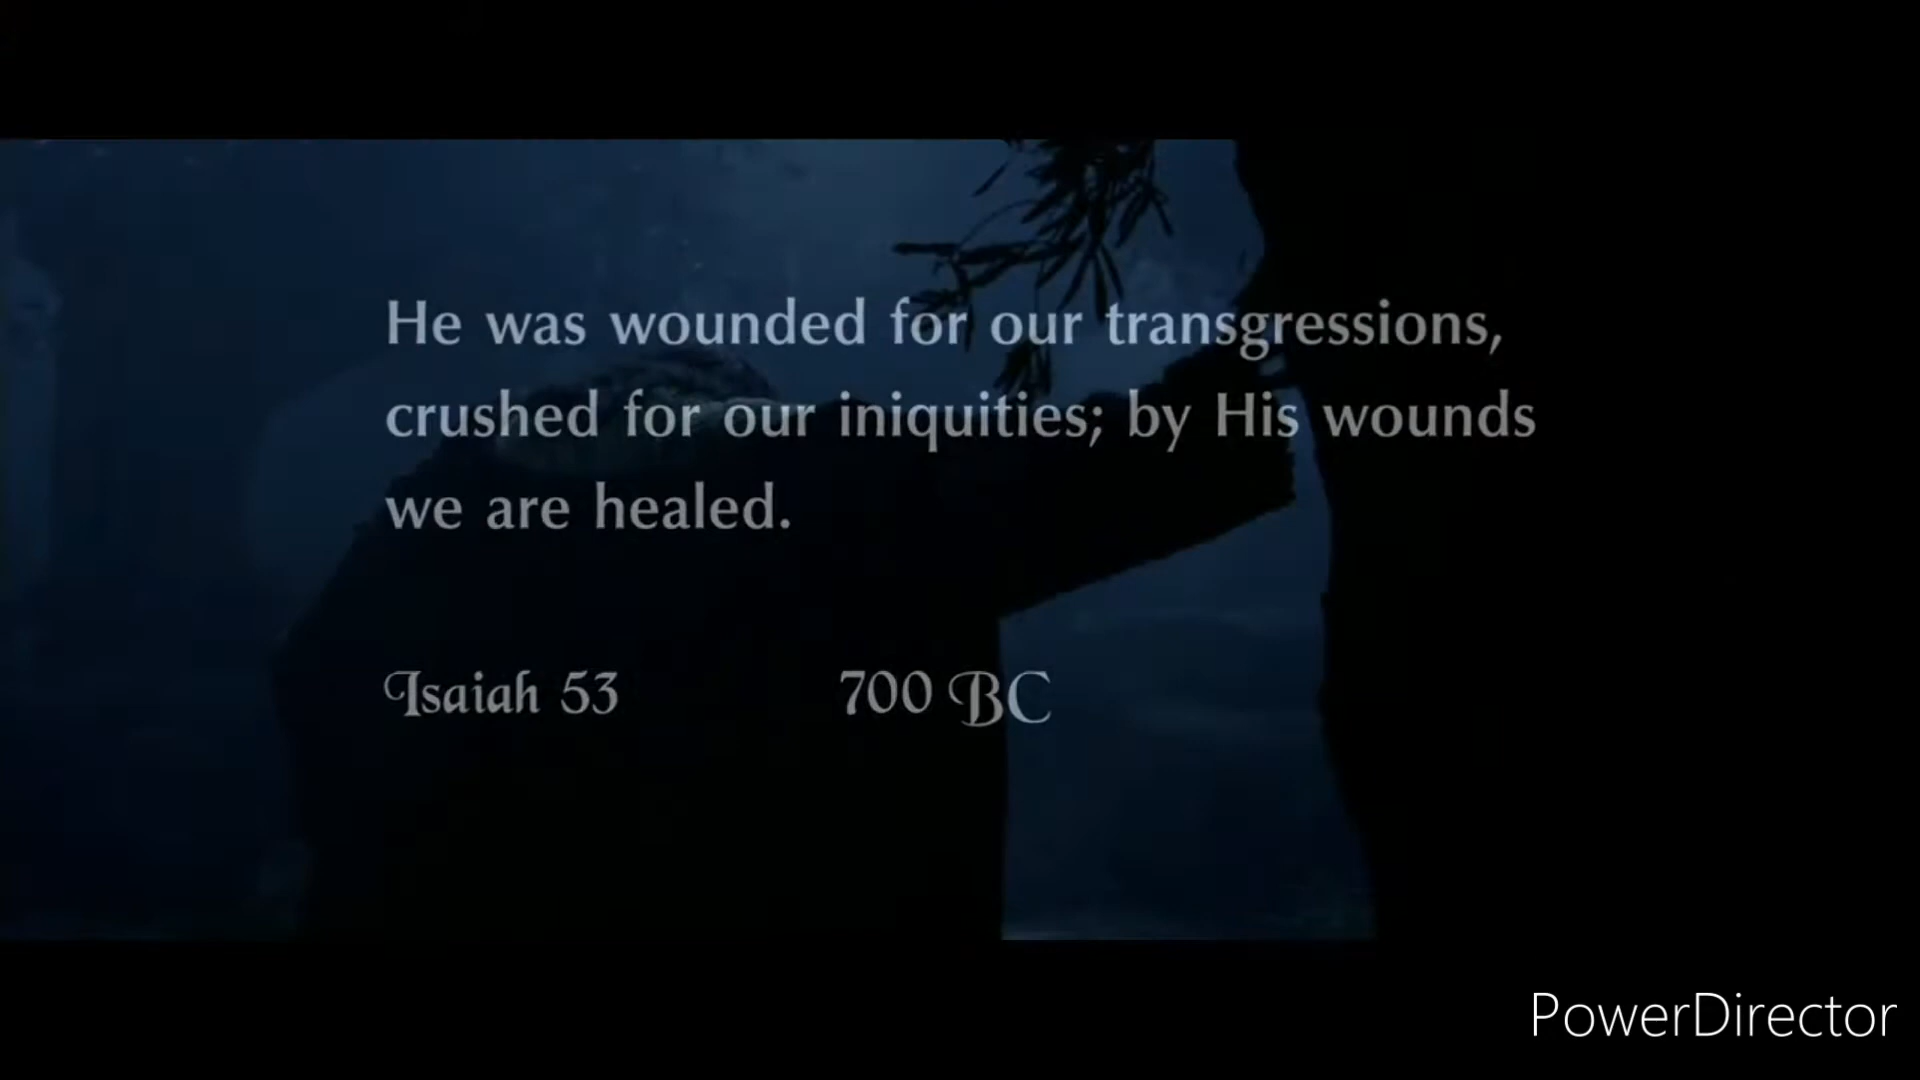 He was wounded for our transgressions,
crushed for our iniquities; by His wounds
we are healed.
Isaiah 53 700 BC
PowerDirector